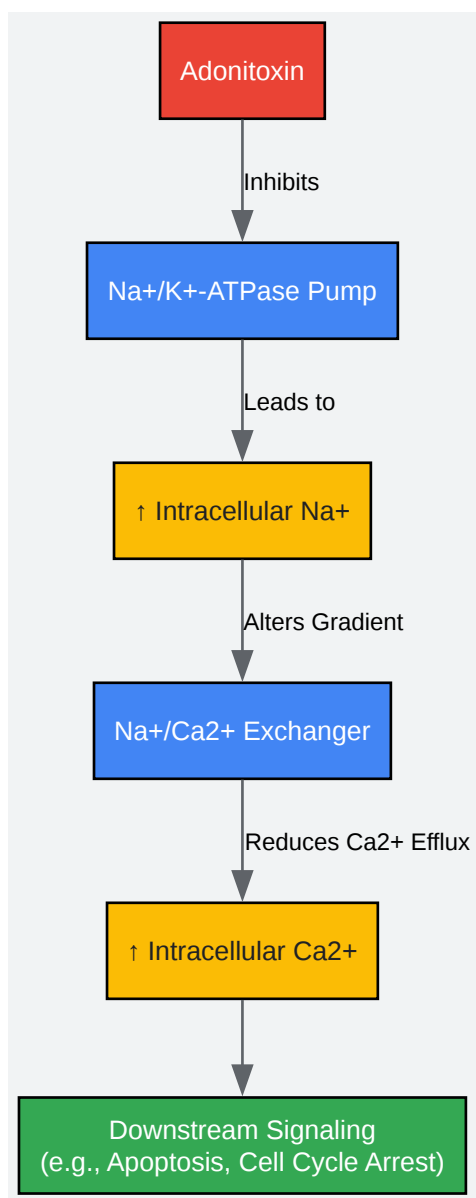 Adonitoxin
Inhibits
Na+/K+-ATPase Pump
Leads to
↑ Intracellular Na+
Alters Gradient
Na+/Ca2+ Exchanger
Reduces Ca2+ Efflux
↑ Intracellular Ca2+
Downstream Signaling
(e.g., Apoptosis, Cell Cycle Arrest)